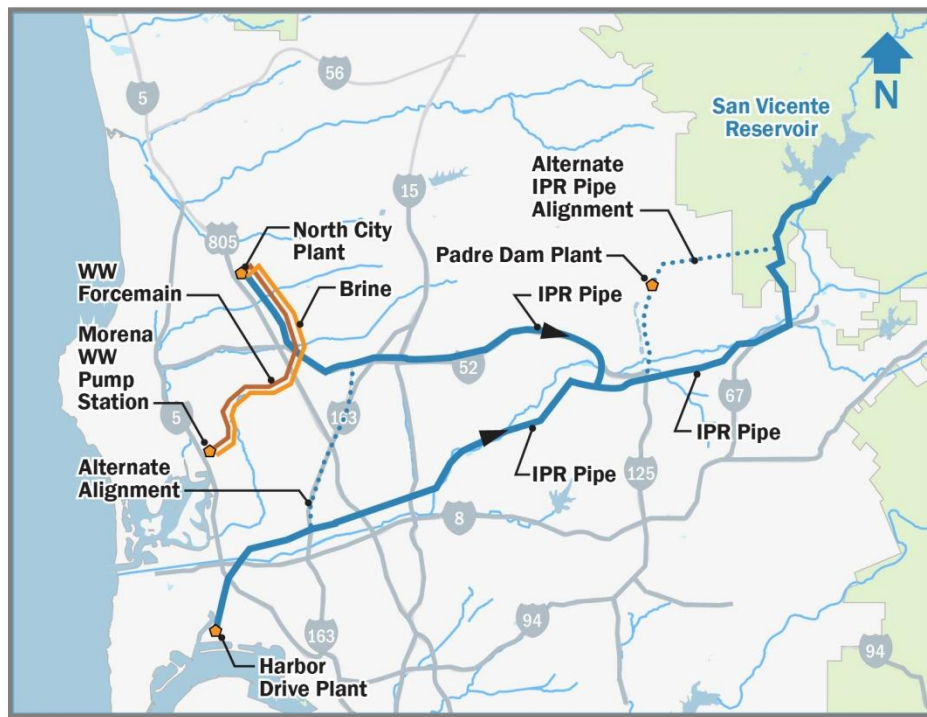 56
5
N
San Vicente
Reservoir
Alternate
IPR Pipe
Alignment
15
805
North City
Plant
Padre Dam Plant
WW
Forcemain
Brine
IPR Pipe
Morena
WW
Pump
Station
52
67
5
163
IPR Pipe
Alternate
Alignment
IPR Pipe
125
8
163
94
94
Harbor
Drive Plant